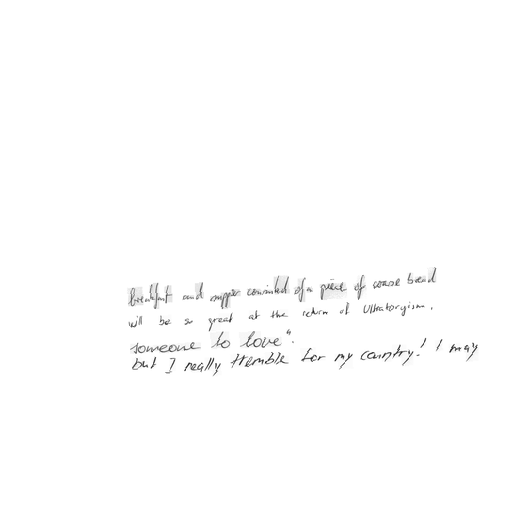 breakfast and supper consisted of a piece of coarse bread
will be so great at the return of Ultratoryism.
someone to love".
but I really tremble for my country! I may